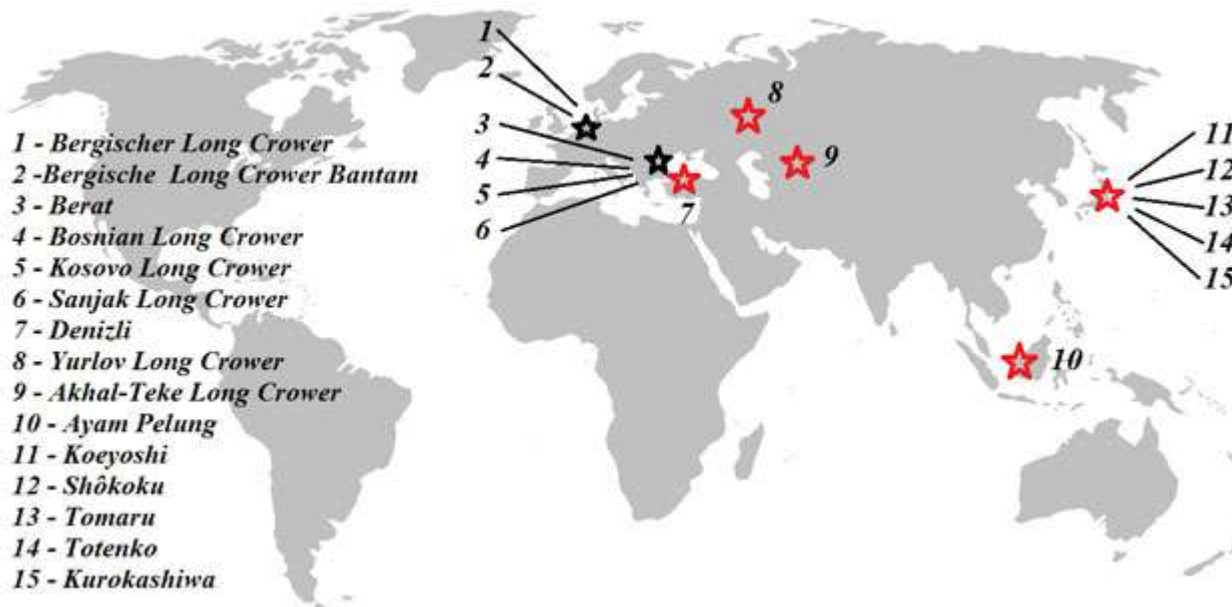 1
2
3
4
5
6
7
8
9
10
11
12
13
14
15
1 - Bergischer Long Crower
2 -Bergische Long Crower Bantam
3 - Berat
4 - Bosnian Long Crower
5 - Kosovo Long Crower
6 - Sanjak Long Crower
7 - Denizli
8 - Yurlov Long Crower
9 - Akhal-Teke Long Crower
10 - Ayam Pelung
11 - Koeyoshi
12 - Shôkoku
13 - Tomaru
14 - Totenko
15 - Kurokashiwa